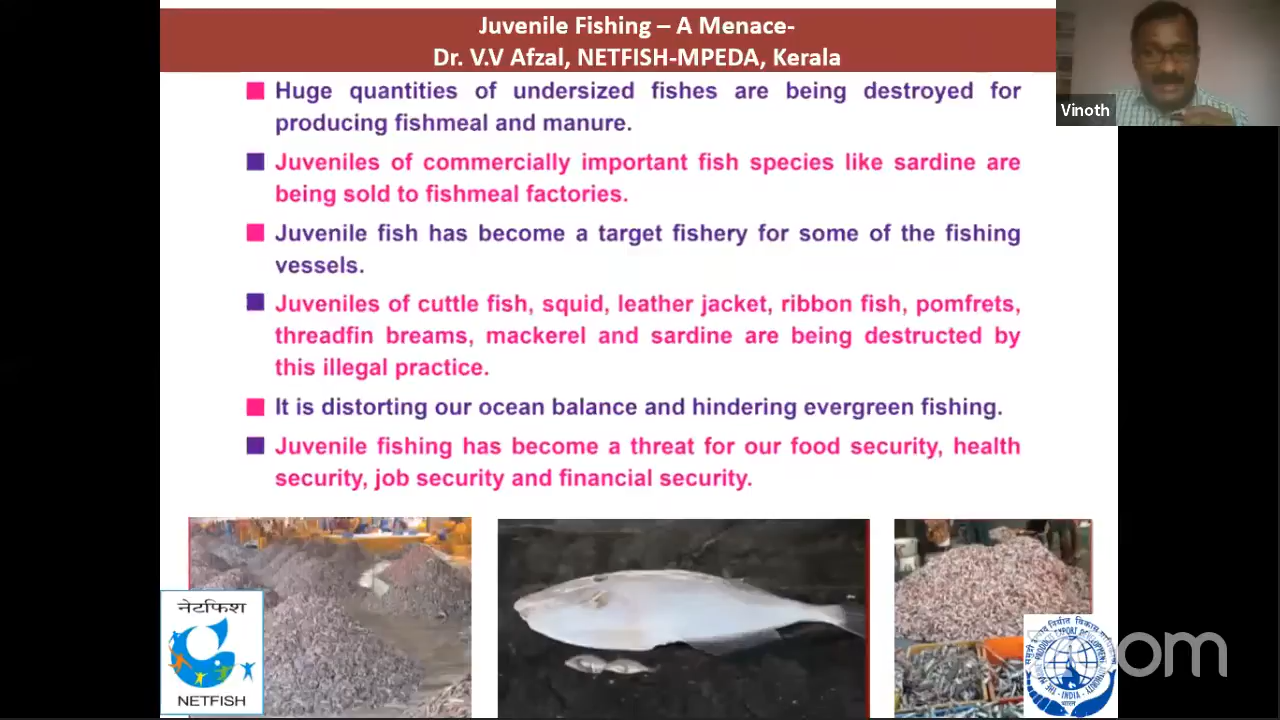 Juvenile Fishing – A Menace-
Dr. V.V Afzal, NETFISH-MPEDA, Kerala
Vinoth
Huge quantities of undersized fishes are being destroyed for
producing fishmeal and manure.
Juveniles of commercially important fish species like sardine are
being sold to fishmeal factories.
Juvenile fish has become a target fishery for some of the fishing
vessels.
Juveniles of cuttle fish, squid, leather jacket, ribbon fish, pomfrets,
threadfin breams, mackerel and sardine are being destructed by
this illegal practice.
It is distorting our ocean balance and hindering evergreen fishing.
Juvenile fishing has become a threat for our food security, health
security, job security and financial security.
नेटफिश
NETFISH
INDIA
भारत
om